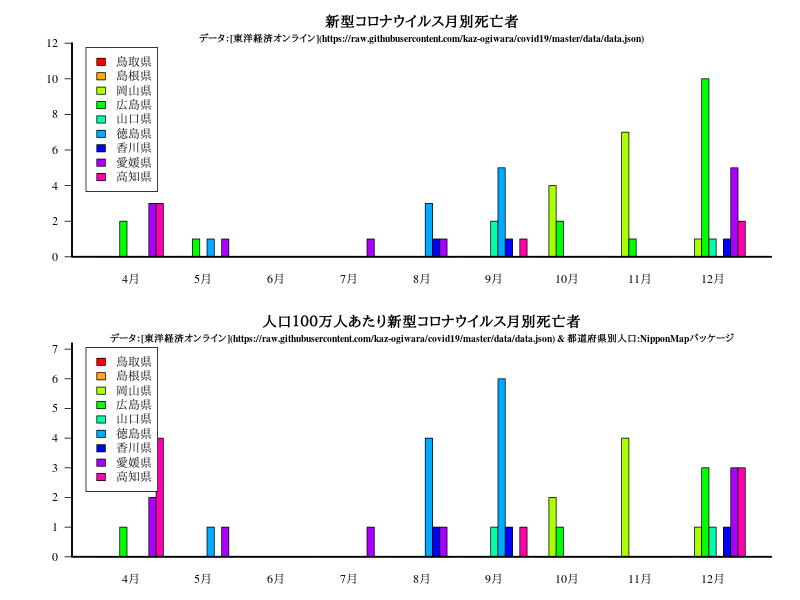 新型コロナウイルス月別死亡者
データ:[東洋経済オンライン](https://raw.githubusercontent.com/kaz-ogiwara/covid19/master/data/data.json)
12
10
8
6
4
2
0
鳥取県
島根県
岡山県
広島県
山口県
徳島県
香川県
愛媛県
高知県
4月 5月 6月 7月 8月 9月 10月 11月 12月
人口100万人あたり新型コロナウイルス月別死亡者
データ:[東洋経済オンライン](https://raw.githubusercontent.com/kaz-ogiwara/covid19/master/data/data.json) & 都道府県別人口:NipponMapパッケージ
7
6
5
4
3
2
1
0
鳥取県
島根県
岡山県
広島県
山口県
徳島県
香川県
愛媛県
高知県
4月 5月 6月 7月 8月 9月 10月 11月 12月